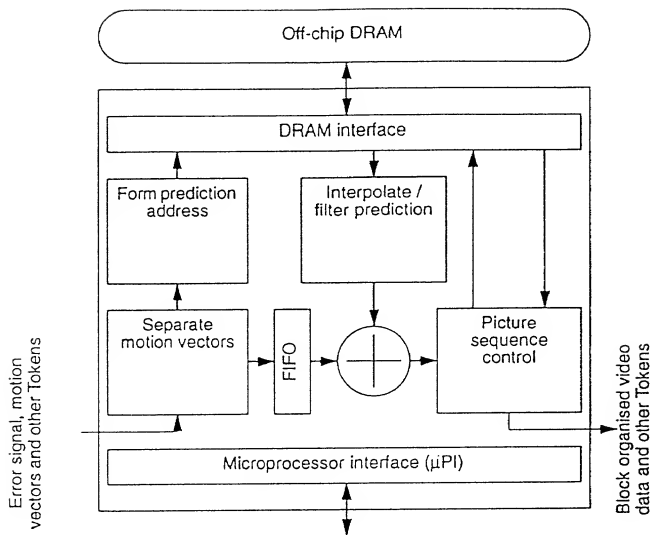 Off-chip DRAM
DRAM interface
Form prediction
address
Interpolate /
filter prediction
Separate
motion vectors
FIFO
Picture
sequence
control
Error signal, motion
vectors and other Tokens
Block organised video
data and other Tokens
Microprocessor interface (µPI)